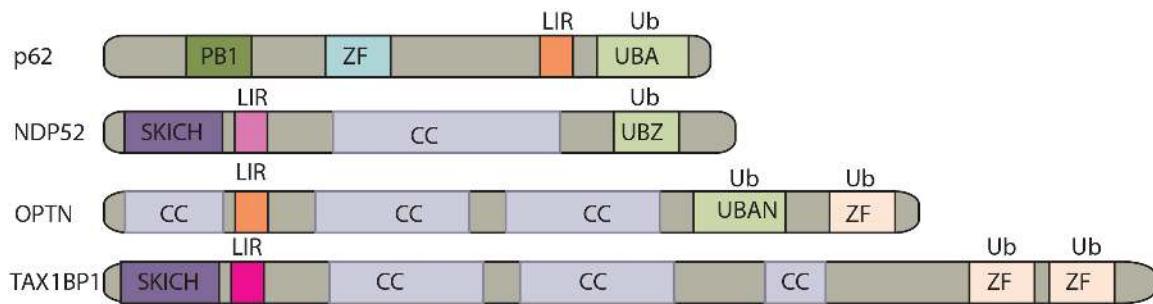 LIR Ub
p62 PB1 ZF UBA
LIR Ub
NDP52 SKICH CC UBZ
LIR Ub Ub
OPTN CC CC CC UBAN ZF
LIR Ub Ub
TAX1BP1 SKICH CC CC CC ZF ZF